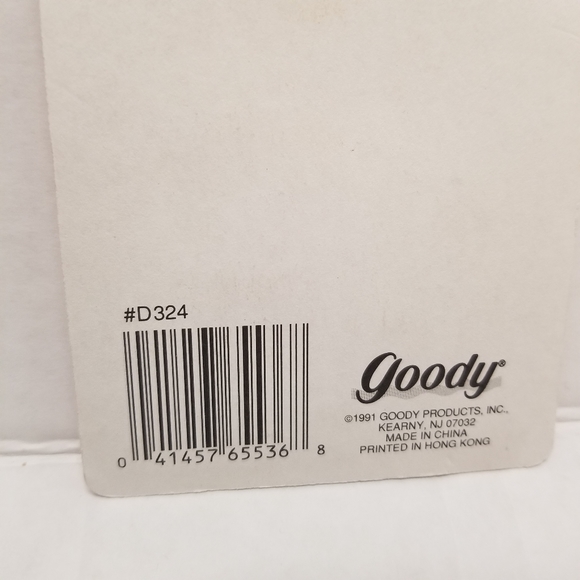 #D324
0 41457 65536 8
goody®
©1991 GOODY PRODUCTS, INC.,
KEARNY, NJ 07032
MADE IN CHINA
PRINTED IN HONG KONG